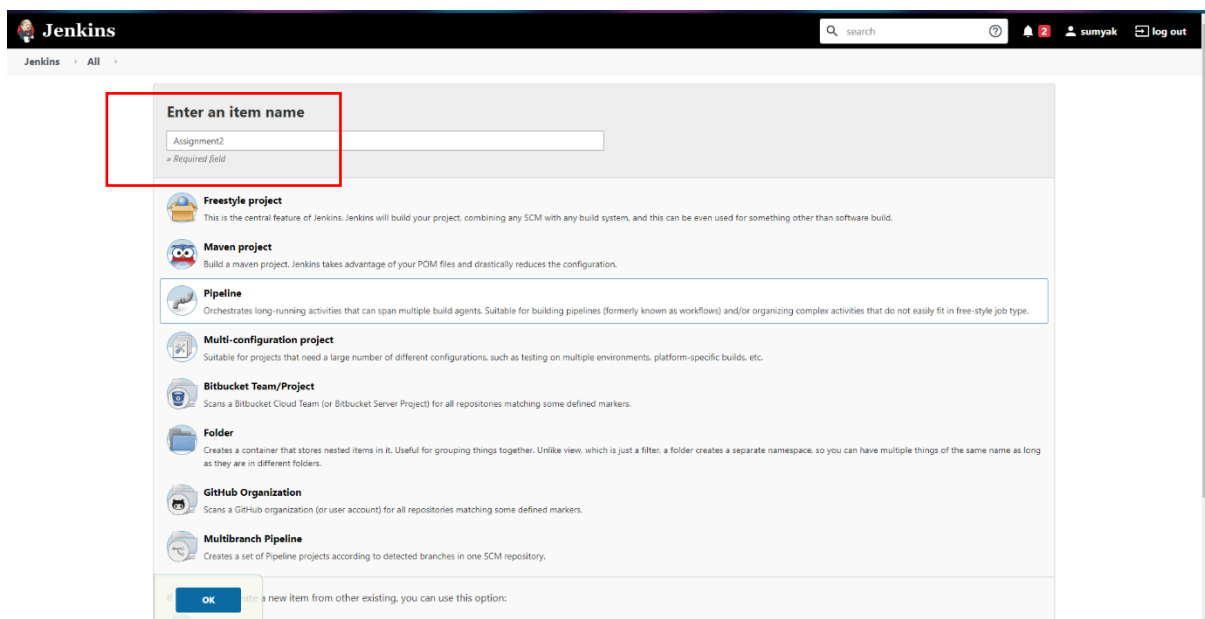 Jenkins
search
2
sumyak
log out
Jenkins
All
Enter an item name
Assignment2
» Required field
Freestyle project
This is the central feature of Jenkins. Jenkins will build your project, combining any SCM with any build system, and this can be even used for something other than software build.
Maven project
Build a maven project. Jenkins takes advantage of your POM files and drastically reduces the configuration.
Pipeline
Orchestrates long-running activities that can span multiple build agents. Suitable for building pipelines (formerly known as workflows) and/or organizing complex activities that do not easily fit in free-style job type.
Multi-configuration project
Suitable for projects that need a large number of different configurations, such as testing on multiple environments, platform-specific builds, etc.
Bitbucket Team/Project
Scans a Bitbucket Cloud Team (or Bitbucket Server Project) for all repositories matching some defined markers.
Folder
Creates a container that stores nested items in it. Useful for grouping things together. Unlike view, which is just a filter, a folder creates a separate namespace, so you can have multiple things of the same name as long
as they are in different folders.
GitHub Organization
Scans a GitHub organization (or user account) for all repositories matching some defined markers.
Multibranch Pipeline
Creates a set of Pipeline projects according to detected branches in one SCM repository.
OK
a new item from other existing, you can use this option: